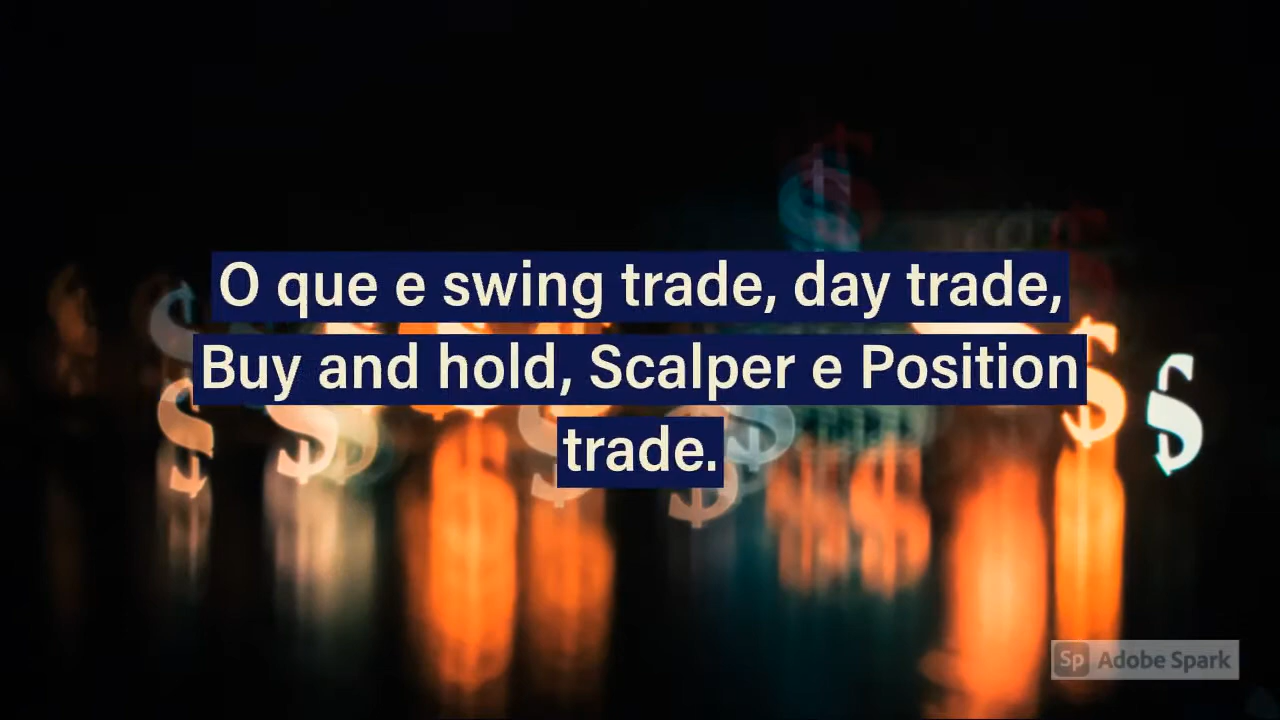 O que e swing trade, day trade,
Buy and hold, Scalper e Position
trade.
Sp Adobe Spark